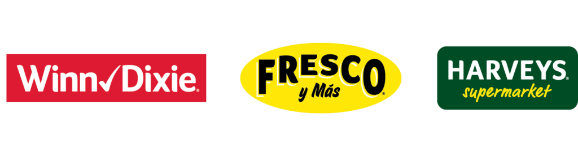 Winn✓Dixie®
FRESCO®
y Más
HARVEYS®
supermarket